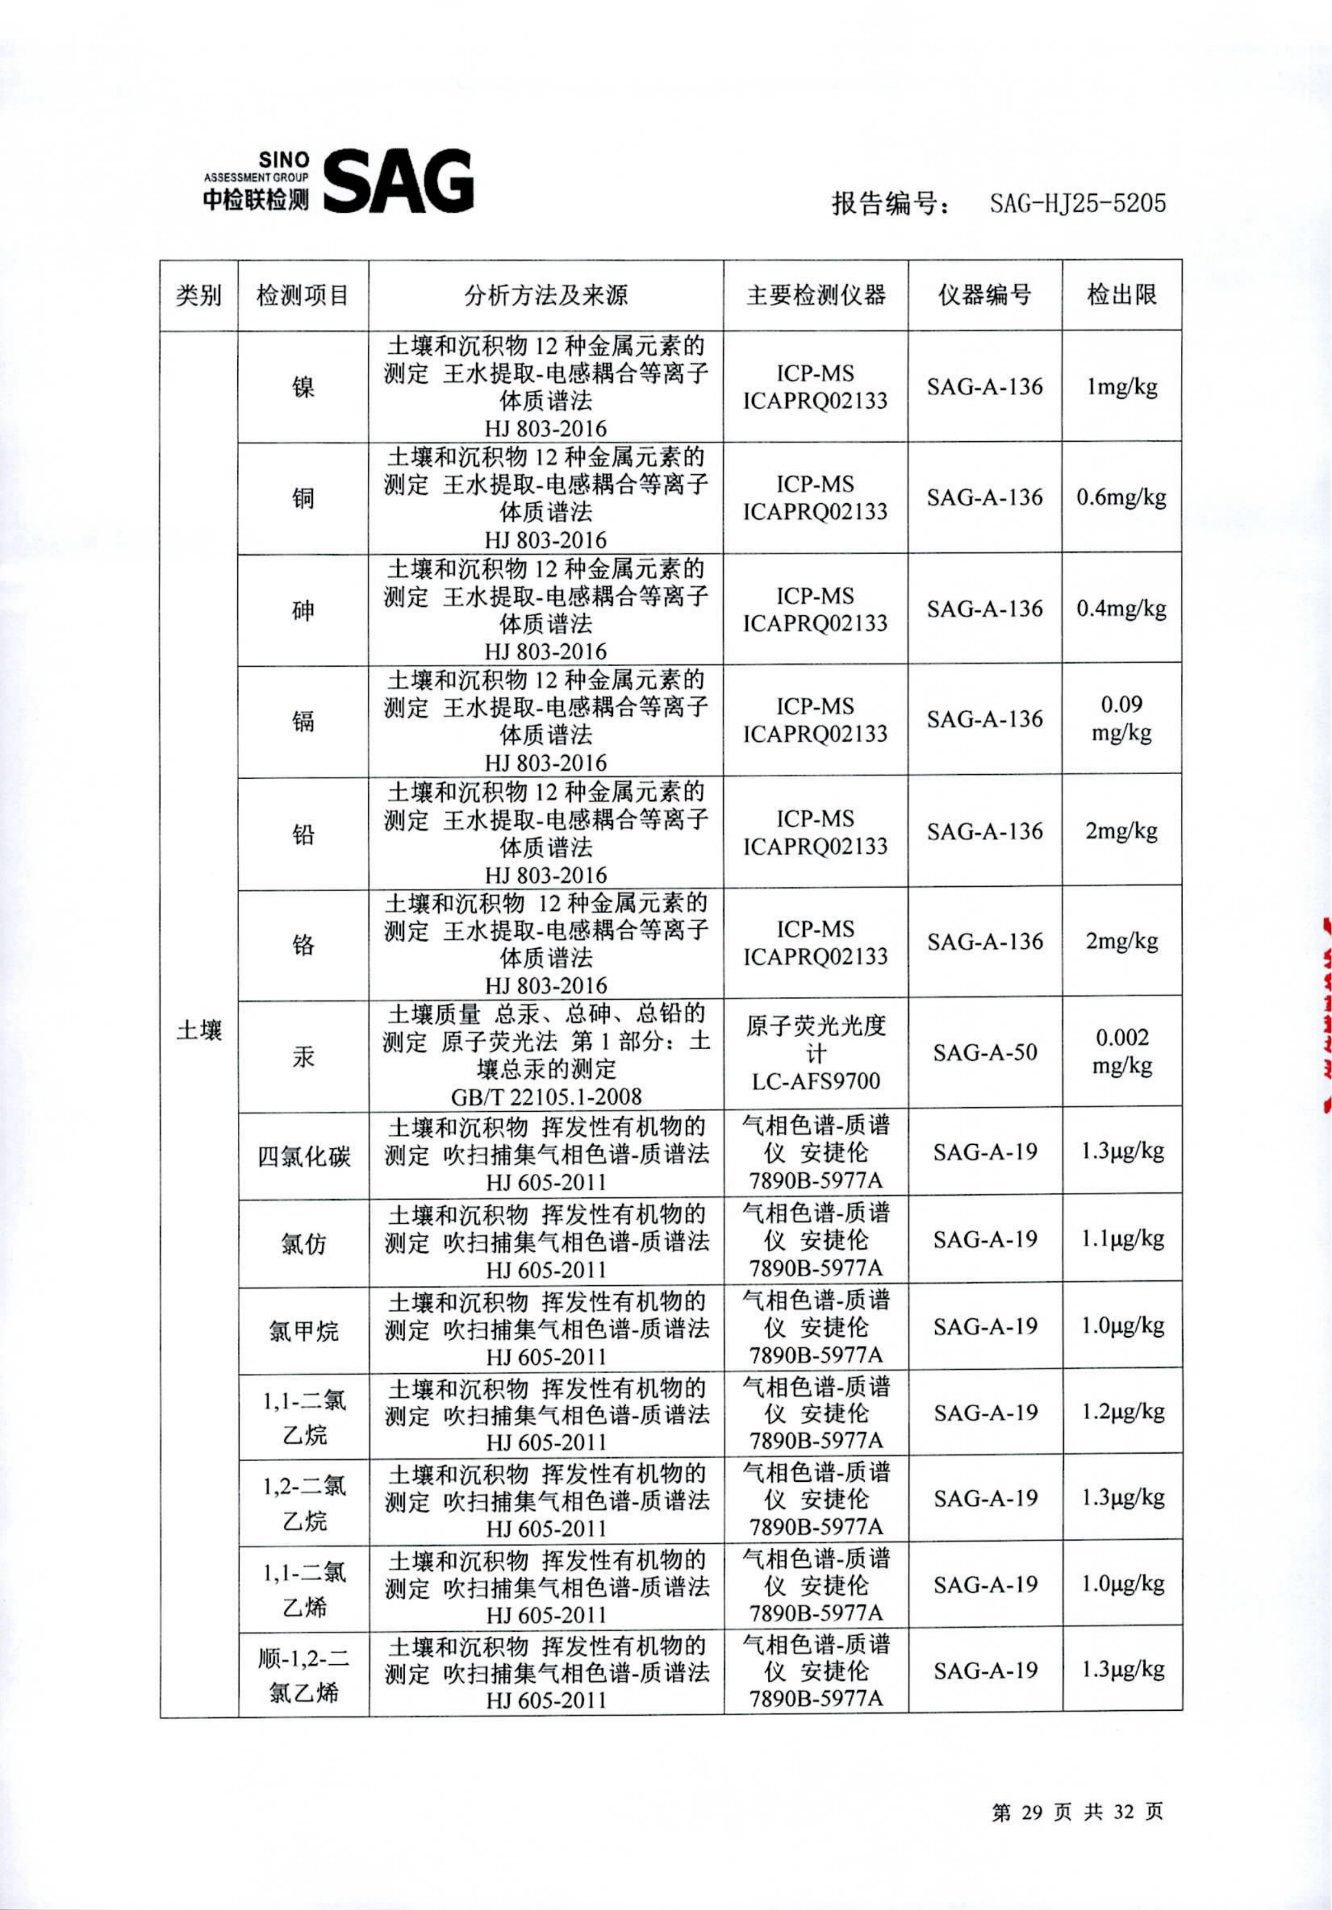 SINO
ASSESSMENT GROUP
中检联检测
SAG
报告编号： SAG-HJ25-5205
类别 检测项目 分析方法及来源 主要检测仪器 仪器编号 检出限
土壤
镍
土壤和沉积物 12 种金属元素的
测定 王水提取-电感耦合等离子
体质谱法
HJ 803-2016
ICP-MS
ICAPRQ02133
SAG-A-136
1mg/kg
铜
土壤和沉积物 12 种金属元素的
测定 王水提取-电感耦合等离子
体质谱法
HJ 803-2016
ICP-MS
ICAPRQ02133
SAG-A-136
0.6mg/kg
砷
土壤和沉积物 12 种金属元素的
测定 王水提取-电感耦合等离子
体质谱法
HJ 803-2016
ICP-MS
ICAPRQ02133
SAG-A-136
0.4mg/kg
镉
土壤和沉积物 12 种金属元素的
测定 王水提取-电感耦合等离子
体质谱法
HJ 803-2016
ICP-MS
ICAPRQ02133
SAG-A-136
0.09
mg/kg
铅
土壤和沉积物 12 种金属元素的
测定 王水提取-电感耦合等离子
体质谱法
HJ 803-2016
ICP-MS
ICAPRQ02133
SAG-A-136
2mg/kg
铬
土壤和沉积物 12 种金属元素的
测定 王水提取-电感耦合等离子
体质谱法
HJ 803-2016
ICP-MS
ICAPRQ02133
SAG-A-136
2mg/kg
汞
土壤质量 总汞、总砷、总铅的
测定 原子荧光法 第 1 部分：土
壤总汞的测定
GB/T 22105.1-2008
原子荧光光度
计
LC-AFS9700
SAG-A-50
0.002
mg/kg
四氯化碳
土壤和沉积物 挥发性有机物的
测定 吹扫捕集气相色谱-质谱法
HJ 605-2011
气相色谱-质谱
仪 安捷伦
7890B-5977A
SAG-A-19
1.3μg/kg
氯仿
土壤和沉积物 挥发性有机物的
测定 吹扫捕集气相色谱-质谱法
HJ 605-2011
气相色谱-质谱
仪 安捷伦
7890B-5977A
SAG-A-19
1.1μg/kg
氯甲烷
土壤和沉积物 挥发性有机物的
测定 吹扫捕集气相色谱-质谱法
HJ 605-2011
气相色谱-质谱
仪 安捷伦
7890B-5977A
SAG-A-19
1.0μg/kg
1,1-二氯
乙烷
土壤和沉积物 挥发性有机物的
测定 吹扫捕集气相色谱-质谱法
HJ 605-2011
气相色谱-质谱
仪 安捷伦
7890B-5977A
SAG-A-19
1.2μg/kg
1,2-二氯
乙烷
土壤和沉积物 挥发性有机物的
测定 吹扫捕集气相色谱-质谱法
HJ 605-2011
气相色谱-质谱
仪 安捷伦
7890B-5977A
SAG-A-19
1.3μg/kg
1,1-二氯
乙烯
土壤和沉积物 挥发性有机物的
测定 吹扫捕集气相色谱-质谱法
HJ 605-2011
气相色谱-质谱
仪 安捷伦
7890B-5977A
SAG-A-19
1.0μg/kg
顺-1,2-二
氯乙烯
土壤和沉积物 挥发性有机物的
测定 吹扫捕集气相色谱-质谱法
HJ 605-2011
气相色谱-质谱
仪 安捷伦
7890B-5977A
SAG-A-19
1.3μg/kg
第 29 页 共 32 页